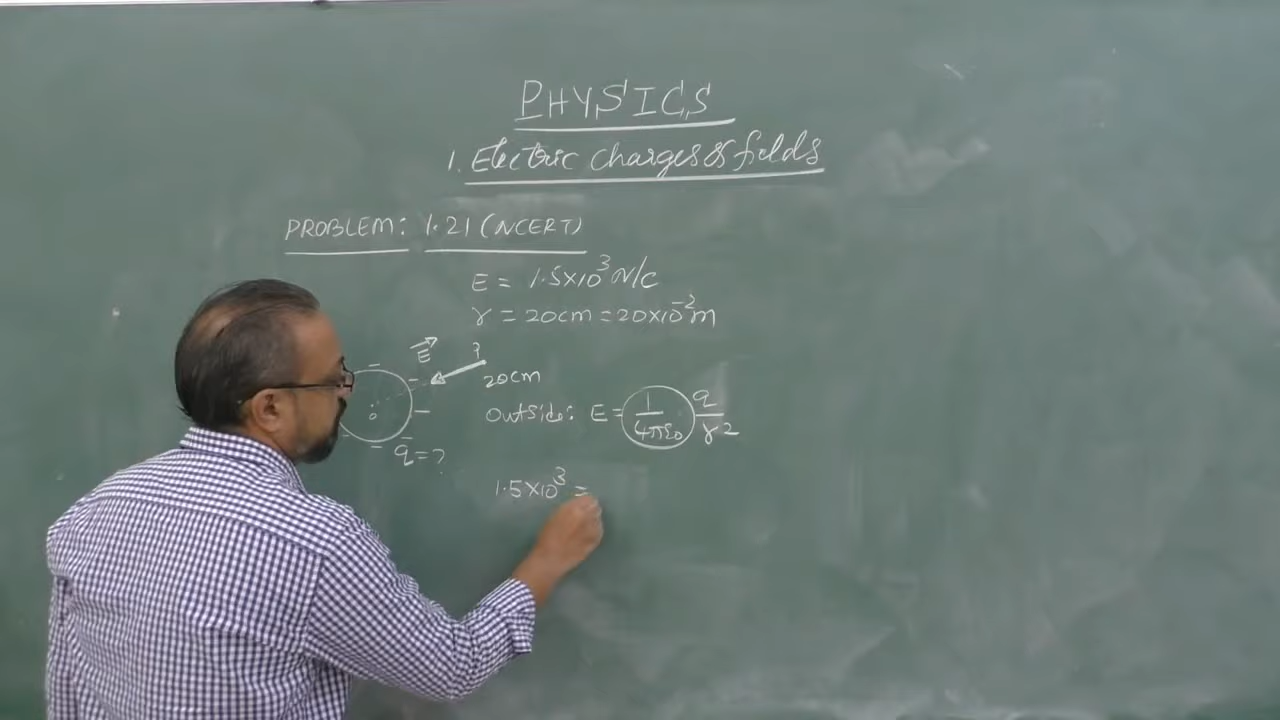 PHYSICS
1. Electric charges & fields
PROBLEM: 1.21 (NCERT)
E = 1.5×10³ N/C
r = 20cm = 20×10⁻²m
E⃗ ?
20cm
Outside: E = 1/4πε₀ q/r2
o
q = ?
1.5×10³ =